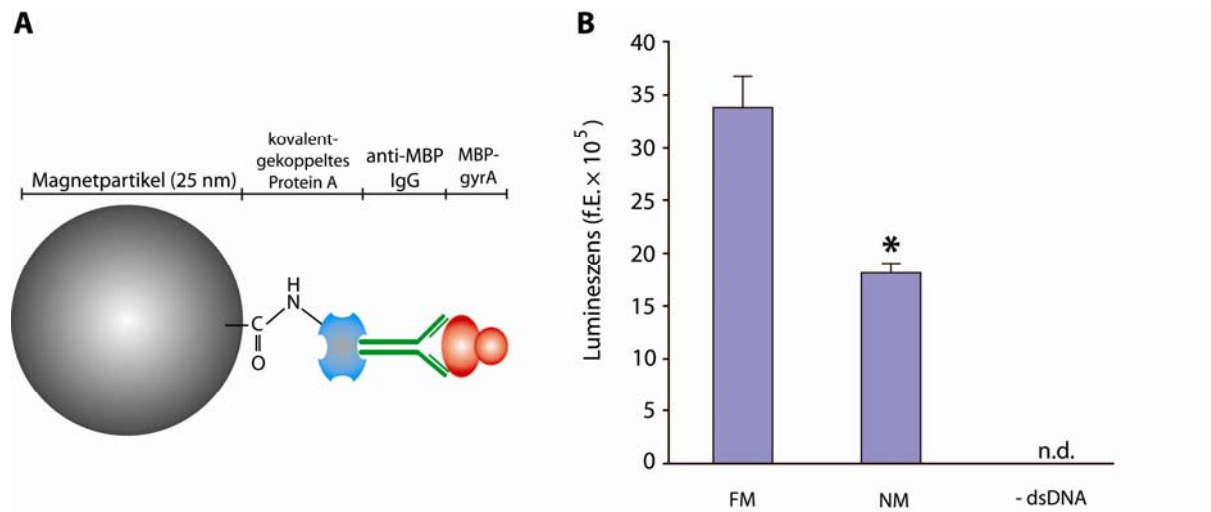 A
kovalent-
gekoppeltes
Protein A
anti-MBP
IgG
MBP-
gyrA
Magnetpartikel (25 nm)
H
N
C
O
B
Lumineszens (f.E. × 10⁵)
40
35
30
25
20
15
10
5
0
*
n.d.
FM
NM
- dsDNA